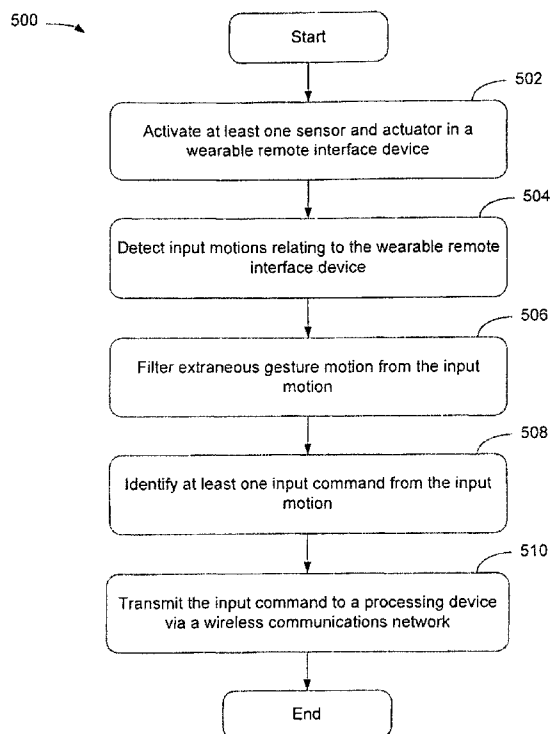 500
Start
502
Activate at least one sensor and actuator in a
wearable remote interface device
504
Detect input motions relating to the wearable remote
interface device
506
Filter extraneous gesture motion from the input
motion
508
Identify at least one input command from the input
motion
510
Transmit the input command to a processing device
via a wireless communications network
End